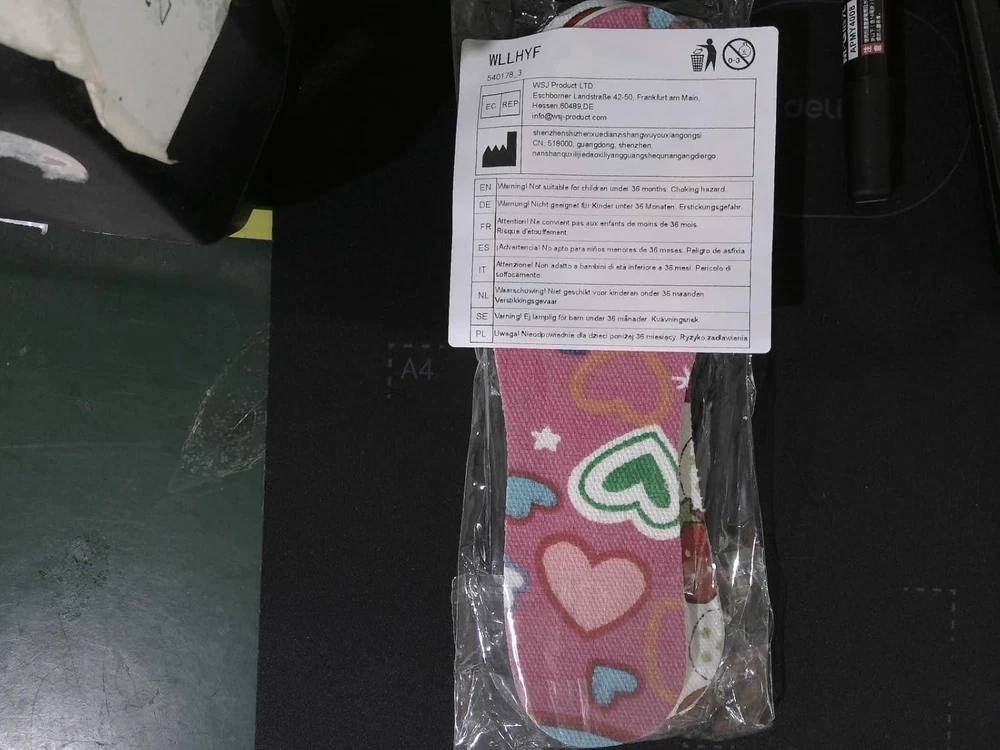 WLLHYF
540178_3
0-3
EC REP
WSJ Product LTD.
Eschborner Landstraße 42-50, Frankfurt am Main,
Hessen,60489,DE
info@wsj-product.com
shenzhenshizhenxuedianzishangwuyouxiangongsi
CN, 518000, guangdong, shenzhen,
nanshanquxilijiedaoxiliyangguangshequnangangdiergo
EN Warning! Not suitable for children under 36 months. Choking hazard.
DE Warnung! Nicht geeignet für Kinder unter 36 Monaten. Erstickungsgefahr.
FR Attention! Ne convient pas aux enfants de moins de 36 mois.
Risque d'étouffement.
ES ¡Advertencia! No apto para niños menores de 36 meses. Peligro de asfixia
IT Attenzione! Non adatto a bambini di età inferiore a 36 mesi. Pericolo di
soffocamento.
NL Waarschuwing! Niet geschikt voor kinderen onder 36 maanden
Verstikkingsgevaar.
SE Varning! Ej lämplig för barn under 36 månader. Kvävningsrisk.
PL Uwaga! Nieodpowiednie dla dzieci poniżej 36 miesięcy. Ryzyko zadławienia
APMY4008
deli
A4